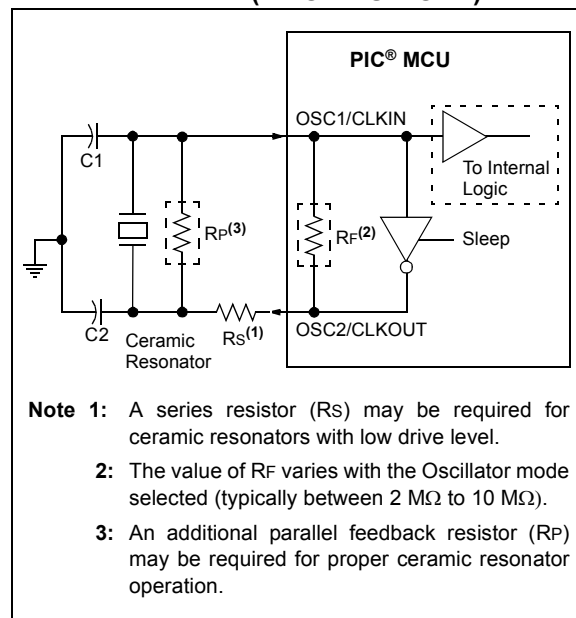 PIC® MCU
OSC1/CLKIN
C1
To Internal
Logic
RP(3)
RF(2)
Sleep
C2
Ceramic
Resonator
RS(1)
OSC2/CLKOUT
Note 1: A series resistor (RS) may be required for
ceramic resonators with low drive level.
2: The value of RF varies with the Oscillator mode
selected (typically between 2 MΩ to 10 MΩ).
3: An additional parallel feedback resistor (RP)
may be required for proper ceramic resonator
operation.